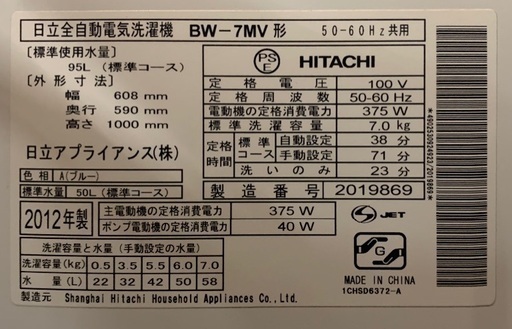 日立全自動電気洗濯機 BW-7MV形 50-60Hz共用
〔標準使用水量〕
95L (標準コース)
〔外形寸法〕
幅 608 mm
奥行 590 mm
高さ 1000 mm
日立アプライアンス(株)
色相 A(ブルー)
標準水量 50L(標準コース)
PS E HITACHI
定格電圧 100 V
定格周波数 50-60 Hz
電動機の定格消費電力 375 W
標準洗濯容量 7.0 kg
定格時間 標準コース 自動設定 38 分
手動設定 71 分
洗いのみ 23 分
製造番号 2019869
2012年製
主電動機の定格消費電力 375 W
ポンプ電動機の定格消費電力 40 W
S JET
洗濯容量と水量 (手動設定の水量)
洗濯容量(kg) 0.5 3.5 5.5 6.0 7.0
水量(L) 22 32 42 50 58
製造元 Shanghai Hitachi Household Appliances Co., Ltd.
G
MADE IN CHINA
1CHSD6372-A
*4902530924923/2019869*